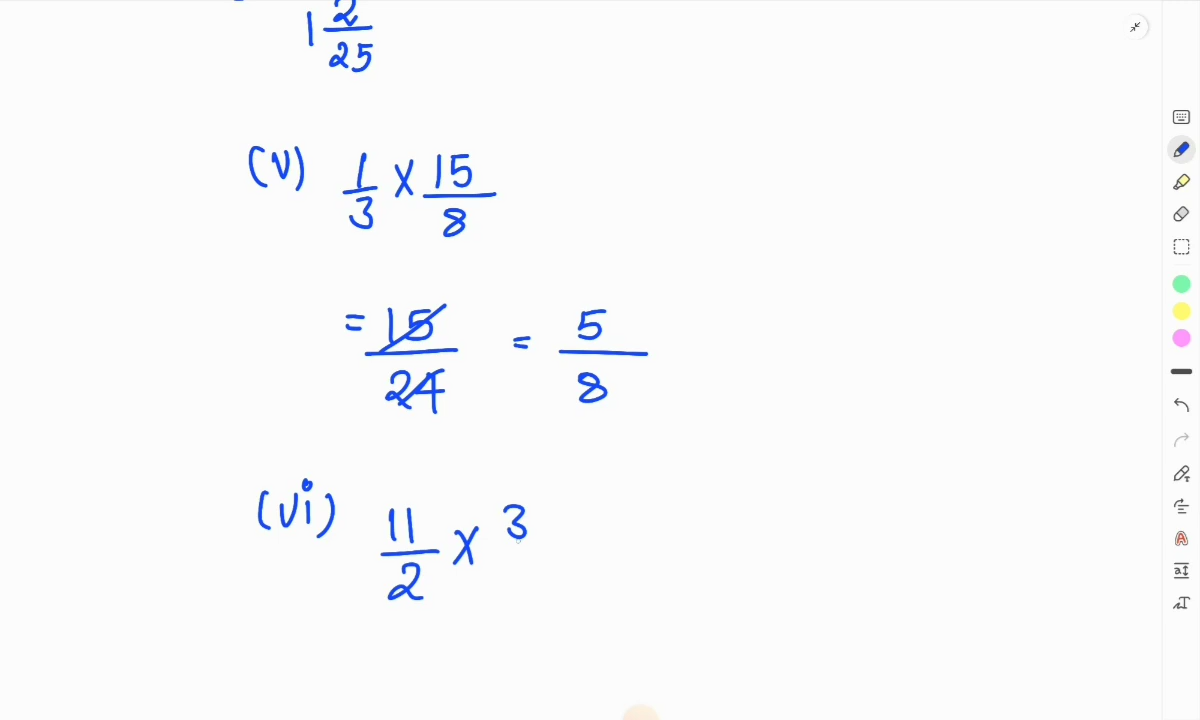 1 2/25
(v) 1/3 x 15/8
= 15/24 = 5/8
(vi) 11/2 x 3